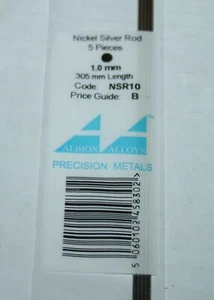 Nickel Silver Rod
5 Pieces
1.0 mm
305 mm Length
Code: NSR10
Price Guide: B
ALBION ALLOYS
PRECISION METALS
5 060102 458302 >